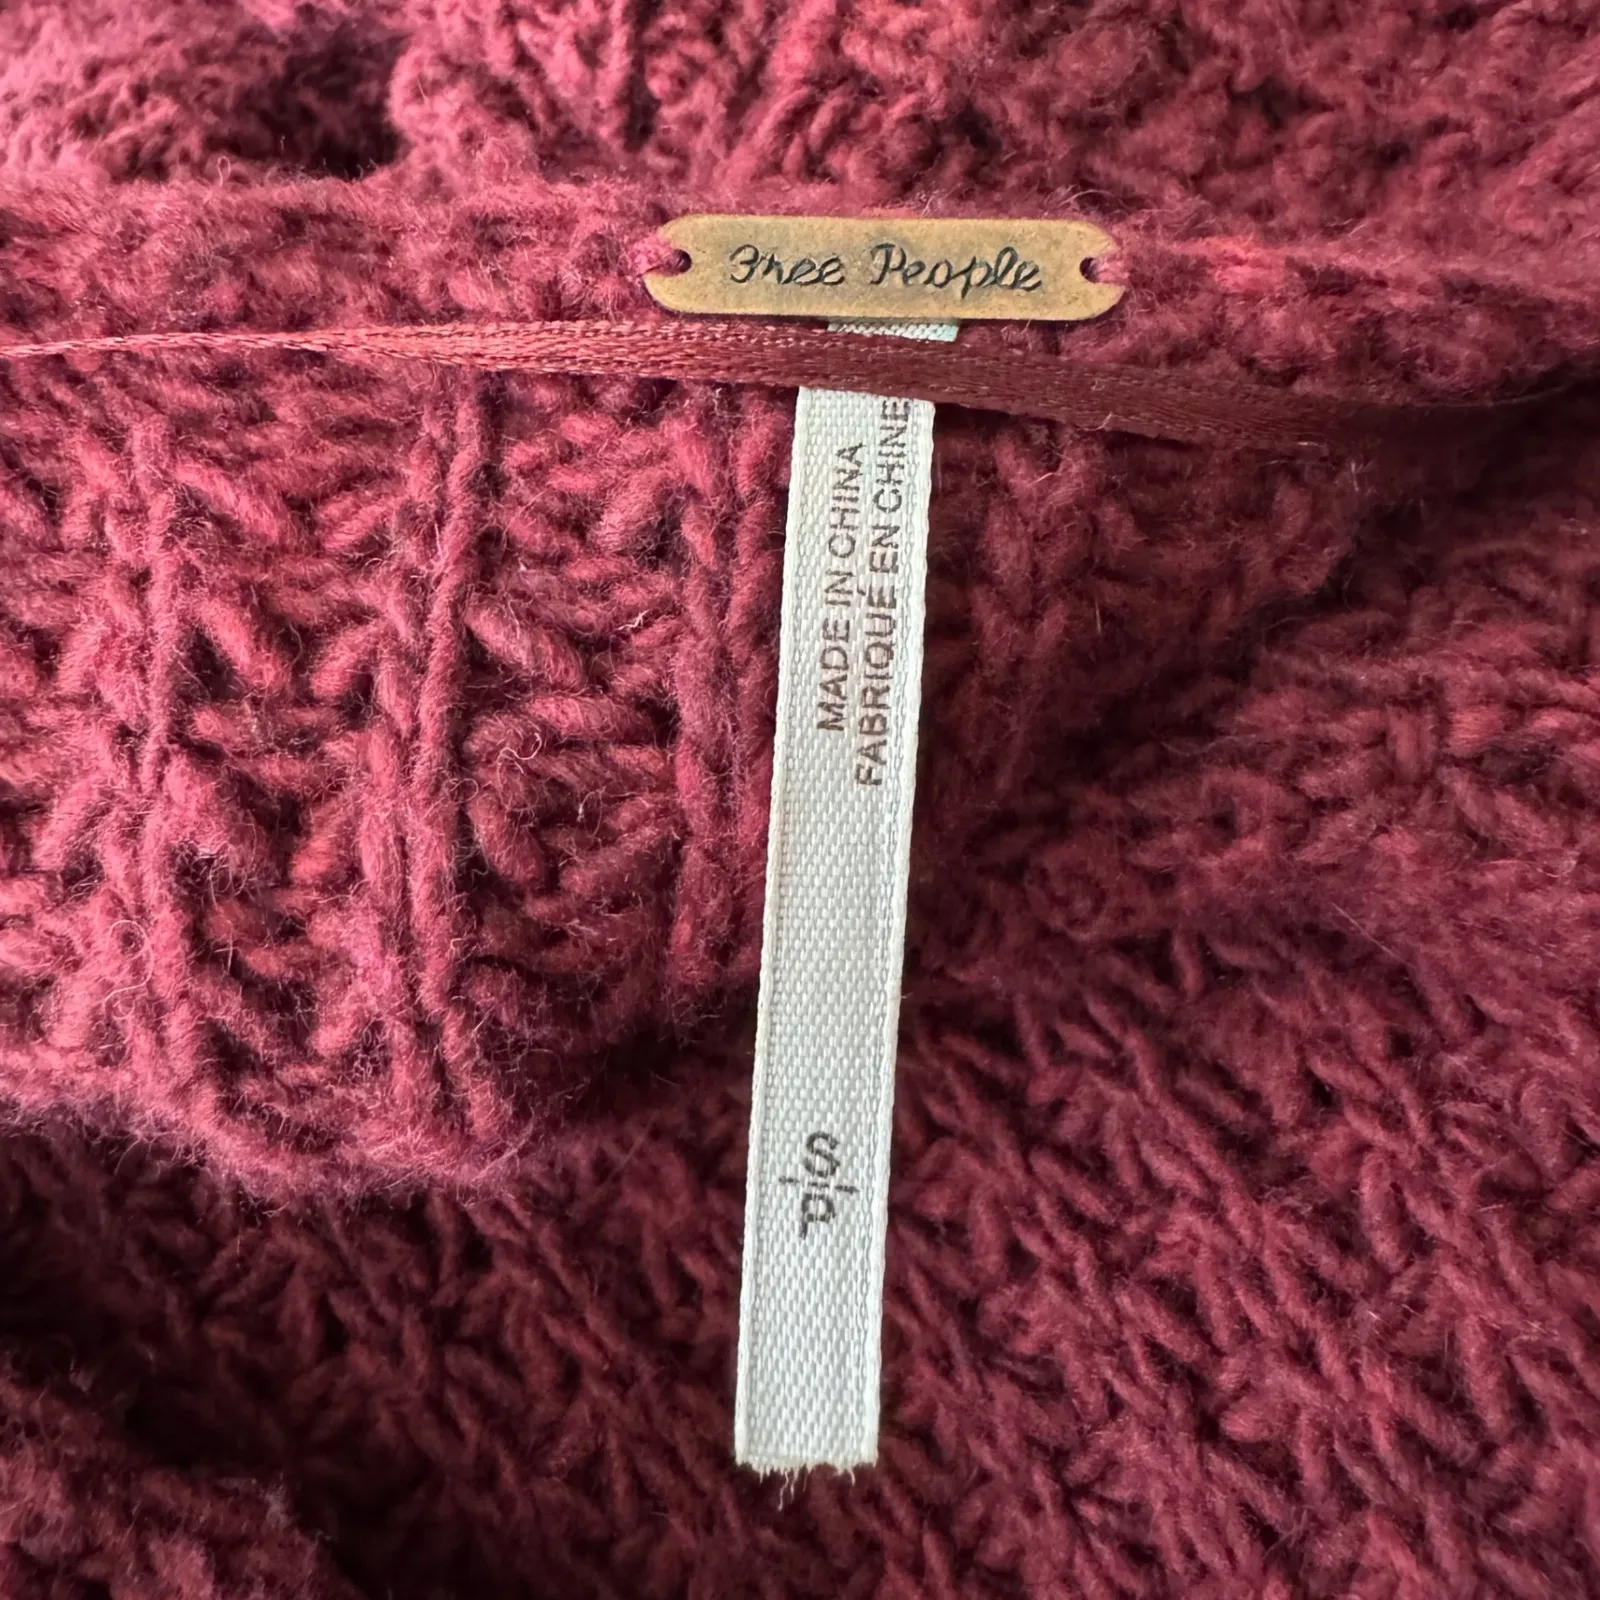 Free People
MADE IN CHINA
FABRIQUÉ EN CHINE
S/P